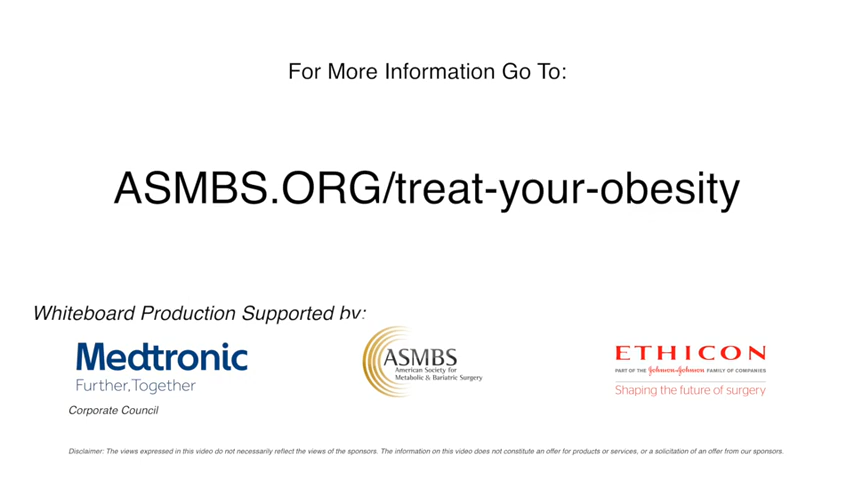 For More Information Go To:
ASMBS.ORG/treat-your-obesity
Whiteboard Production Supported by:
Medtronic
Further, Together
Corporate Council
ASMBS
American Society for
Metabolic & Bariatric Surgery
ETHICON
PART OF THE Johnson & Johnson FAMILY OF COMPANIES
Shaping the future of surgery
Disclaimer: The views expressed in this video do not necessarily reflect the views of the sponsors. The information on this video does not constitute an offer for products or services, or a solicitation of an offer from our sponsors.